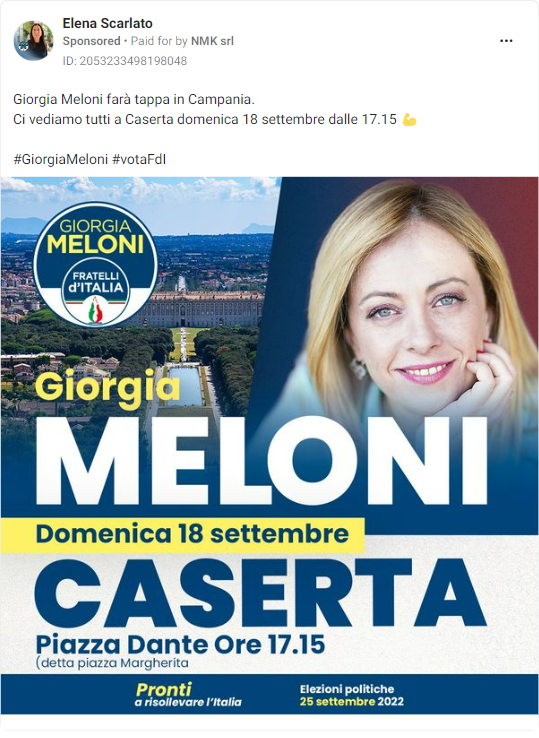 Elena Scarlato
Sponsored • Paid for by NMK srl
ID: 2053233498198048
Giorgia Meloni farà tappa in Campania.
Ci vediamo tutti a Caserta domenica 18 settembre dalle 17.15 💪
#GiorgiaMeloni #votaFdI
GIORGIA
MELONI
FRATELLI
d'ITALIA
Giorgia
MELONI
Domenica 18 settembre
CASERTA
Piazza Dante Ore 17.15
(detta piazza Margherita
Pronti
a risollevare l'Italia
Elezioni politiche
25 settembre 2022